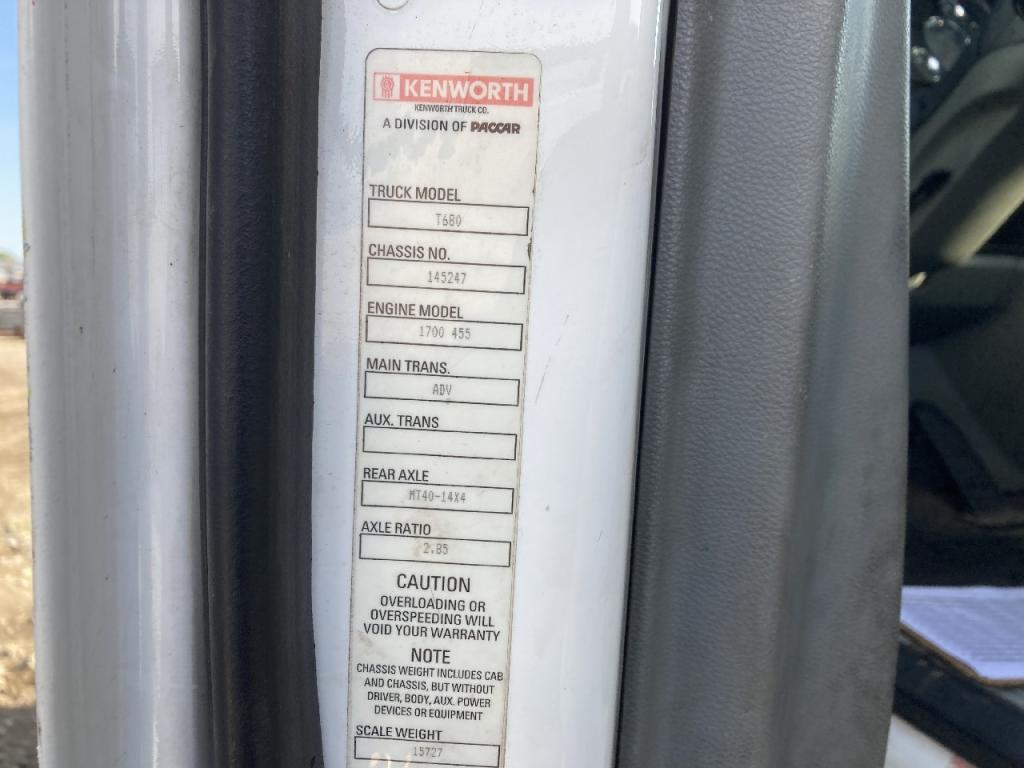 KENWORTH
KENWORTH TRUCK CO.
A DIVISION OF PACCAR
TRUCK MODEL
T680
CHASSIS NO.
145247
ENGINE MODEL
1700 455
MAIN TRANS.
ADV
AUX. TRANS
REAR AXLE
MT40-14X4
AXLE RATIO
2.85
CAUTION
OVERLOADING OR
OVERSPEEDING WILL
VOID YOUR WARRANTY
NOTE
CHASSIS WEIGHT INCLUDES CAB
AND CHASSIS, BUT WITHOUT
DRIVER, BODY, AUX. POWER
DEVICES OR EQUIPMENT
SCALE WEIGHT
15727